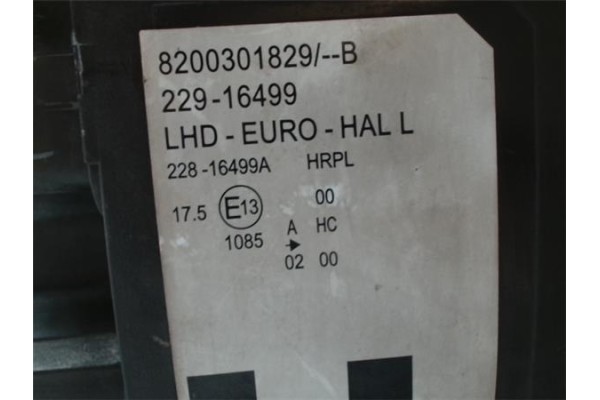 8200301829/--B
229-16499
LHD - EURO - HAL L
228 -16499A HRPL
17.5 E13 00
1085 A HC
02 00